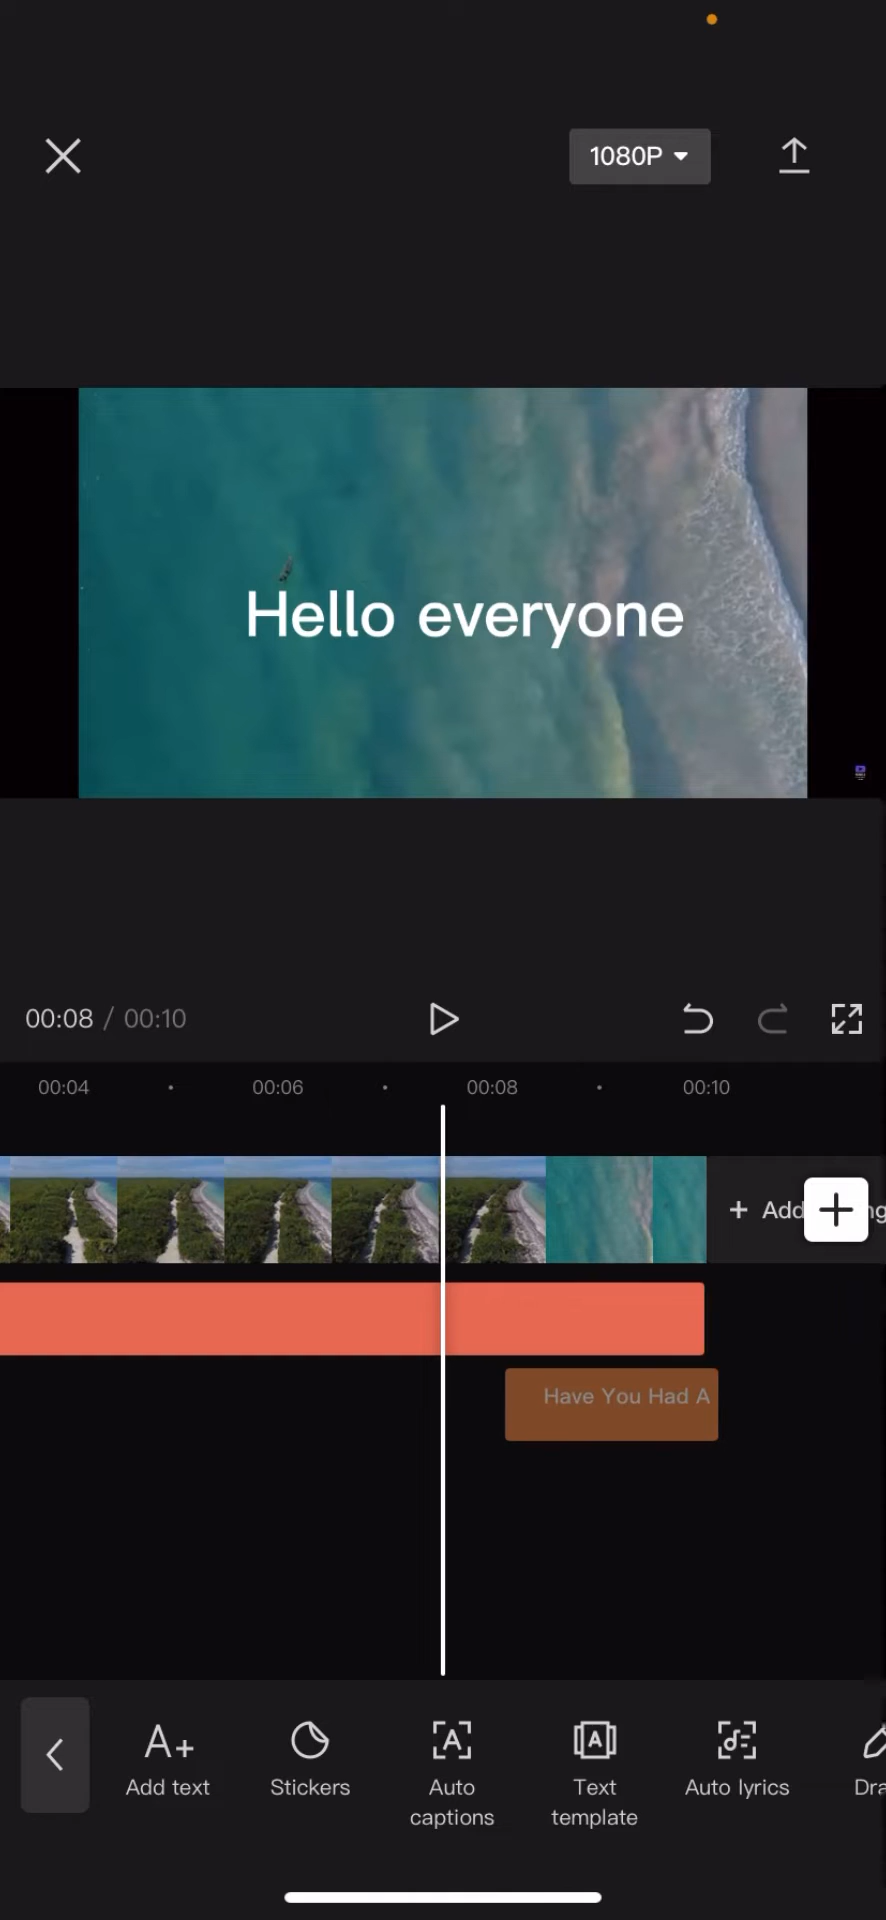 1080P
Hello everyone
00:08 / 00:10
00:04 00:06 00:08 00:10
+ Add
Have You Had A
A+
Add text
Stickers
Auto captions
Text template
Auto lyrics